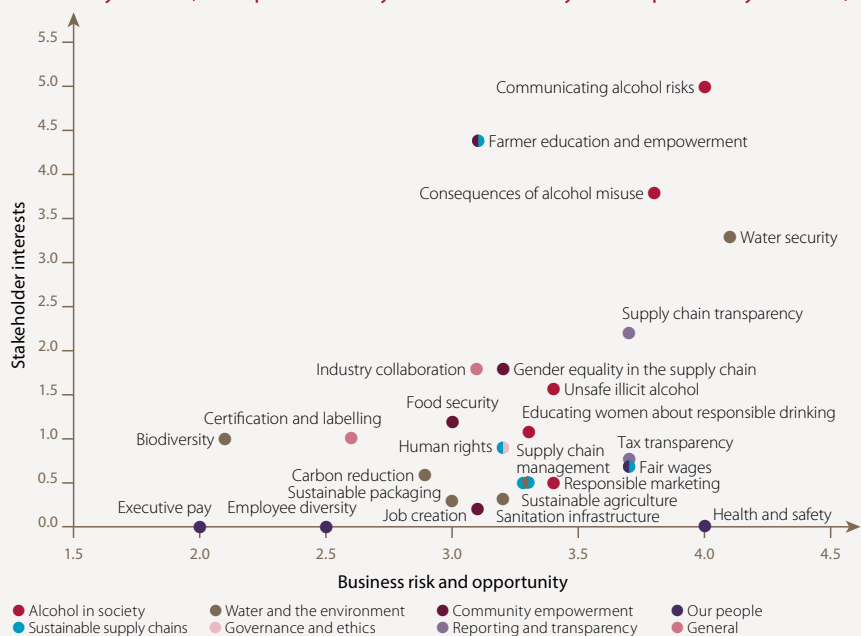 5.5
5.0
4.5
4.0
3.5
3.0
2.5
2.0
1.5
1.0
0.5
0.0
Stakeholder interests
Communicating alcohol risks
Farmer education and empowerment
Consequences of alcohol misuse
Water security
Supply chain transparency
Industry collaboration
Gender equality in the supply chain
Unsafe illicit alcohol
Food security
Educating women about responsible drinking
Certification and labelling
Biodiversity
Human rights
Supply chain
management
Tax transparency
Fair wages
Carbon reduction
Responsible marketing
Sustainable packaging
Sustainable agriculture
Executive pay
Employee diversity
Job creation
Sanitation infrastructure
Health and safety
1.5 2.0 2.5 3.0 3.5 4.0 4.5
Business risk and opportunity
Alcohol in society Water and the environment Community empowerment Our people
Sustainable supply chains Governance and ethics Reporting and transparency General